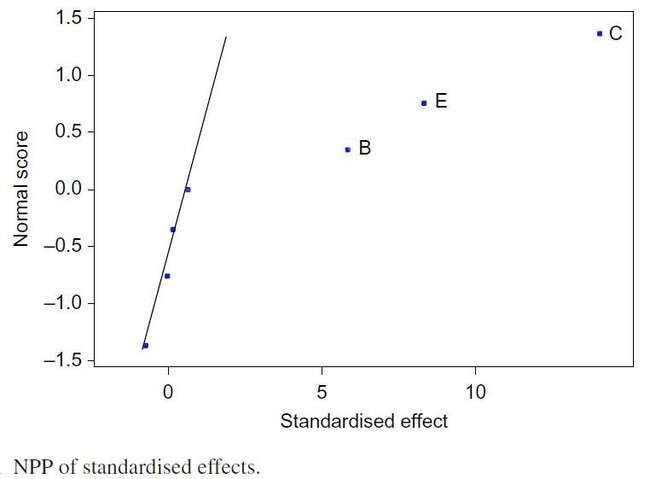 1.5
C
1.0
E
0.5
B
Normal score
0.0
–0.5
–1.0
–1.5
0 5 10
Standardised effect
NPP of standardised effects.